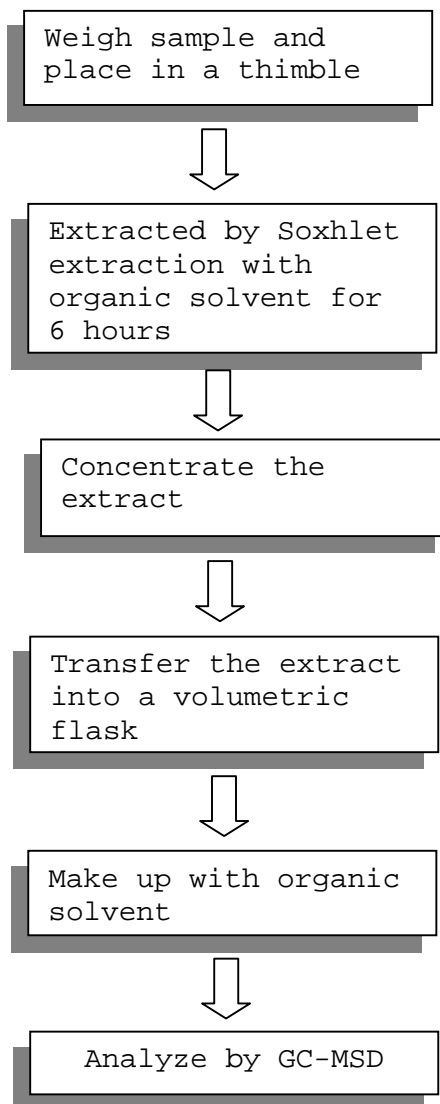 Weigh sample and
place in a thimble
Extracted by Soxhlet
extraction with
organic solvent for
6 hours
Concentrate the
extract
Transfer the extract
into a volumetric
flask
Make up with organic
solvent
Analyze by GC-MSD